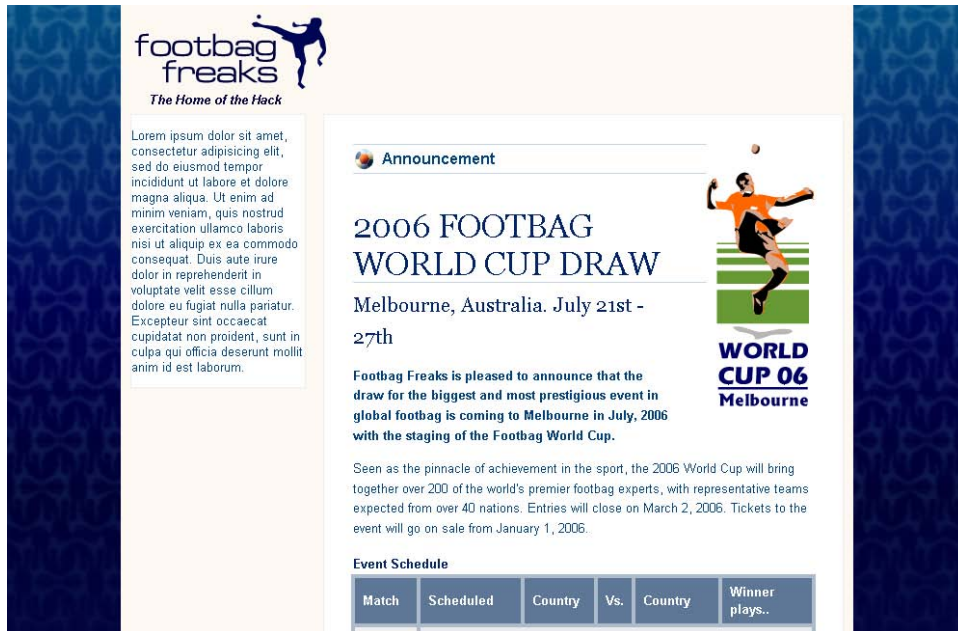 footbag
freaks
The Home of the Hack
Lorem ipsum dolor sit amet,
consectetur adipisicing elit,
sed do eiusmod tempor
incididunt ut labore et dolore
magna aliqua. Ut enim ad
minim veniam, quis nostrud
exercitation ullamco laboris
nisi ut aliquip ex ea commodo
consequat. Duis aute irure
dolor in reprehenderit in
voluptate velit esse cillum
dolore eu fugiat nulla pariatur.
Excepteur sint occaecat
cupidatat non proident, sunt in
culpa qui officia deserunt mollit
anim id est laborum.
Announcement
2006 FOOTBAG
WORLD CUP DRAW
Melbourne, Australia. July 21st -
27th
WORLD
CUP 06
Melbourne
Footbag Freaks is pleased to announce that the
draw for the biggest and most prestigious event in
global footbag is coming to Melbourne in July, 2006
with the staging of the Footbag World Cup.
Seen as the pinnacle of achievement in the sport, the 2006 World Cup will bring
together over 200 of the world's premier footbag experts, with representative teams
expected from over 40 nations. Entries will close on March 2, 2006. Tickets to the
event will go on sale from January 1, 2006.
Event Schedule
Match Scheduled Country Vs. Country Winner plays..